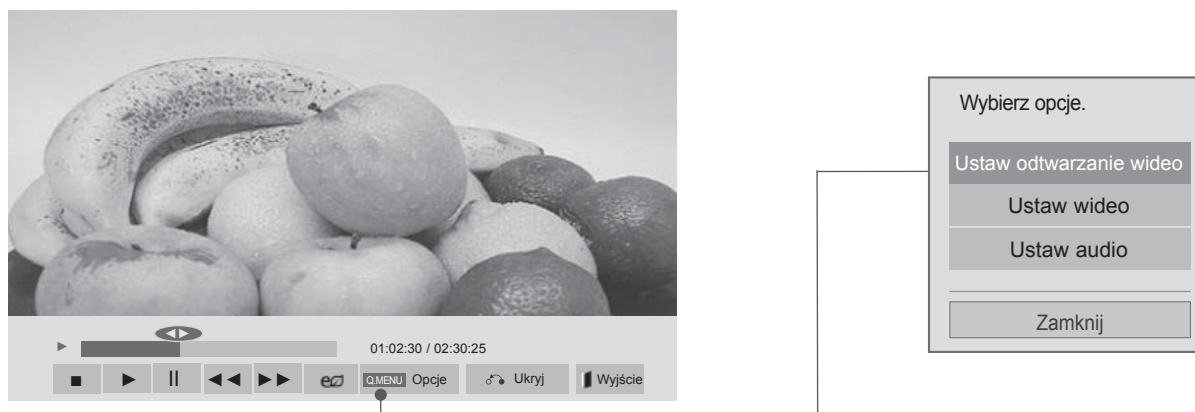 01:02:30 / 02:30:25
Q.MENU Opcje Ukryj Wyjście
Wybierz opcje.
Ustaw odtwarzanie wideo
Ustaw wideo
Ustaw audio
Zamknij